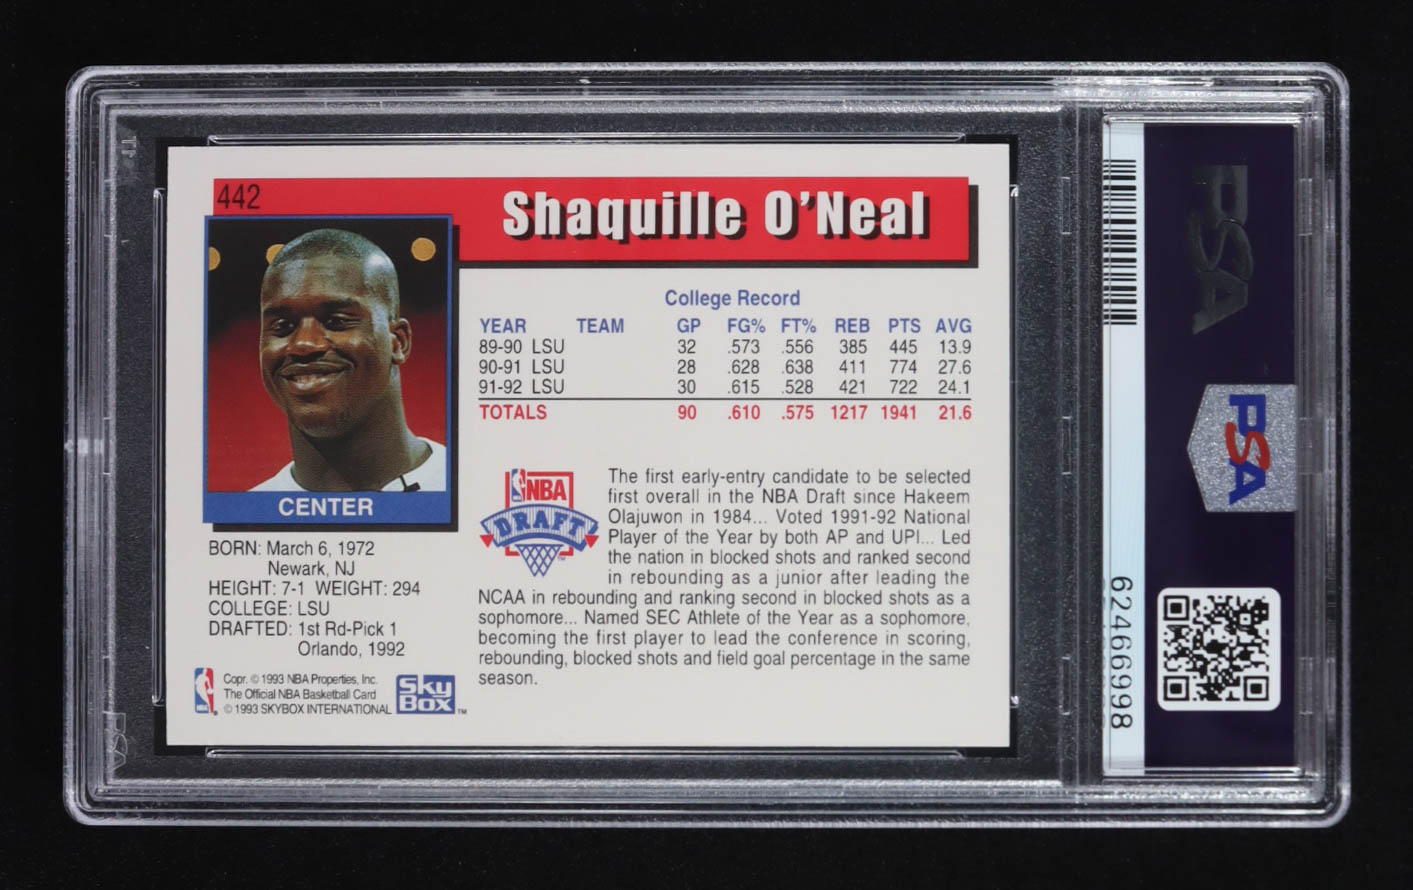 442
Shaquille O'Neal
CENTER
BORN: March 6, 1972
Newark, NJ
HEIGHT: 7-1 WEIGHT: 294
COLLEGE: LSU
DRAFTED: 1st Rd-Pick 1
Orlando, 1992
College Record
YEAR TEAM GP FG% FT% REB PTS AVG
89-90 LSU 32 .573 .556 385 445 13.9
90-91 LSU 28 .628 .638 411 774 27.6
91-92 LSU 30 .615 .528 421 722 24.1
TOTALS 90 .610 .575 1217 1941 21.6
NBA
DRAFT
™
The first early-entry candidate to be selected
first overall in the NBA Draft since Hakeem
Olajuwon in 1984... Voted 1991-92 National
Player of the Year by both AP and UPI... Led
the nation in blocked shots and ranked second
in rebounding as a junior after leading the
NCAA in rebounding and ranking second in blocked shots as a
sophomore... Named SEC Athlete of the Year as a sophomore,
becoming the first player to lead the conference in scoring,
rebounding, blocked shots and field goal percentage in the same
season.
NBA
Copr. © 1993 NBA Properties, Inc.
The Official NBA Basketball Card
© 1993 SKYBOX INTERNATIONAL
SkyBox™
PSA
PSA
62466998
PSA